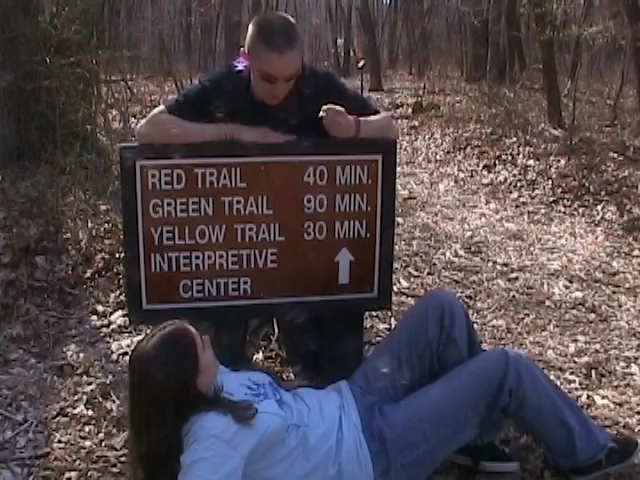 RED TRAIL 40 MIN.
GREEN TRAIL 90 MIN.
YELLOW TRAIL 30 MIN.
INTERPRETIVE
CENTER